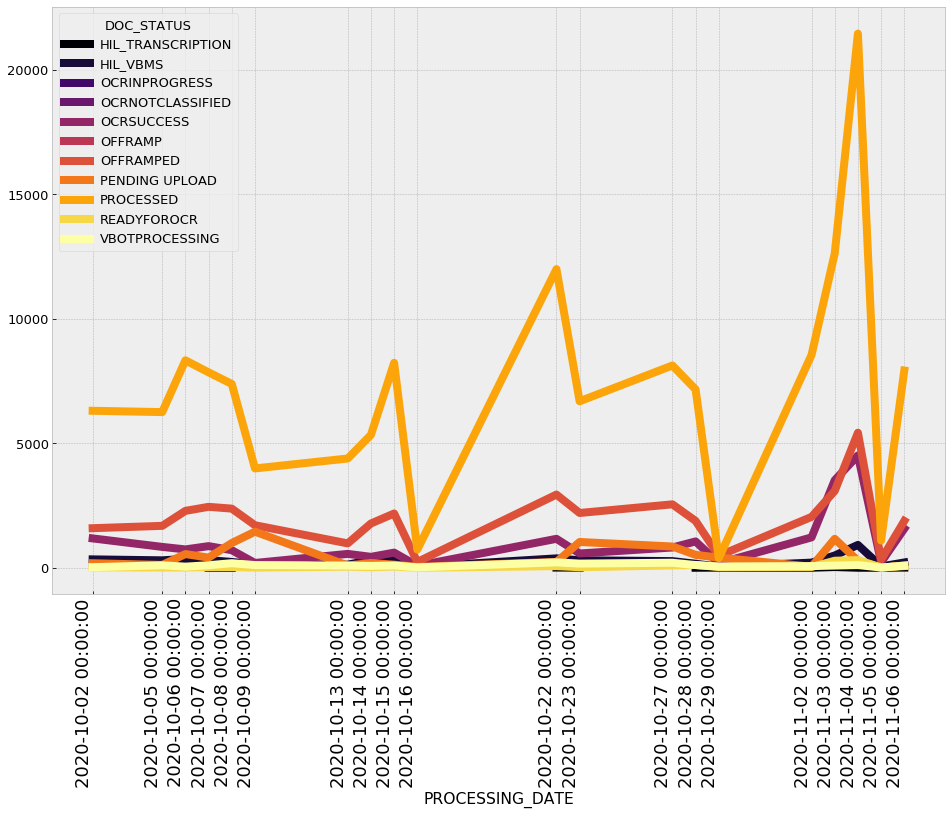 DOC_STATUS
HIL_TRANSCRIPTION
HIL_VBMS
OCRINPROGRESS
OCRNOTCLASSIFIED
OCRSUCCESS
OFFRAMP
OFFRAMPED
PENDING UPLOAD
PROCESSED
READYFOROCR
VBOTPROCESSING
20000
15000
10000
5000
0
2020-10-02 00:00:00
2020-10-05 00:00:00
2020-10-06 00:00:00
2020-10-07 00:00:00
2020-10-08 00:00:00
2020-10-09 00:00:00
2020-10-13 00:00:00
2020-10-14 00:00:00
2020-10-15 00:00:00
2020-10-16 00:00:00
2020-10-22 00:00:00
2020-10-23 00:00:00
2020-10-27 00:00:00
2020-10-28 00:00:00
2020-10-29 00:00:00
2020-11-02 00:00:00
2020-11-03 00:00:00
2020-11-04 00:00:00
2020-11-05 00:00:00
2020-11-06 00:00:00
PROCESSING_DATE